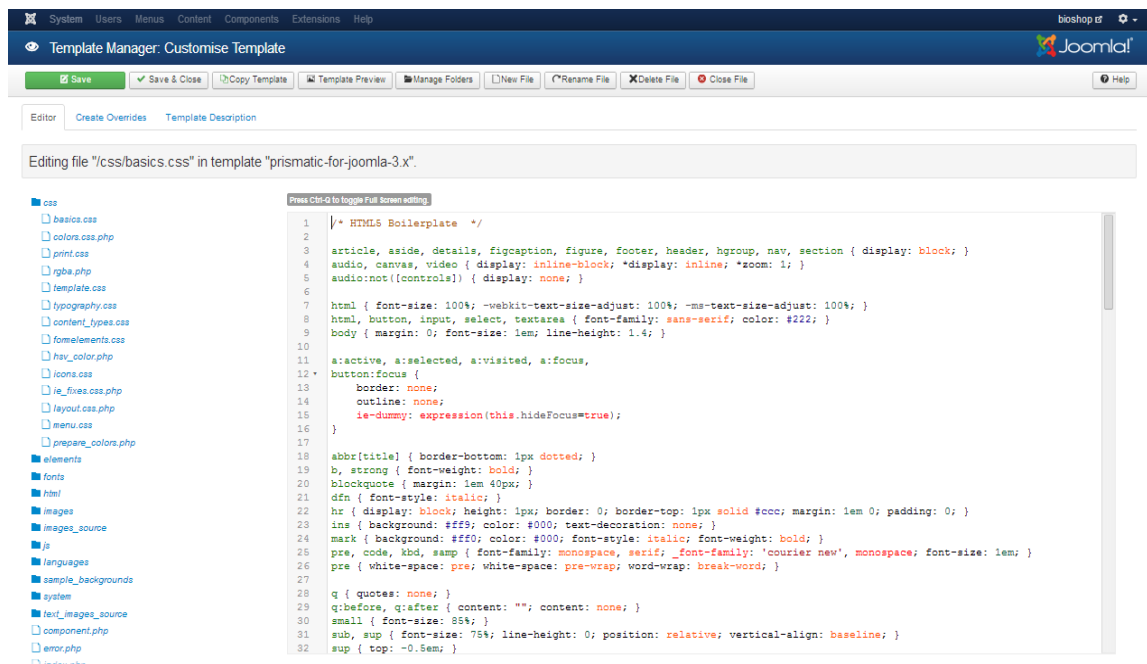 System Users Menus Content Components Extensions Help bioshop
Template Manager: Customise Template Joomla!
Save Save & Close Copy Template Template Preview Manage Folders New File Rename File Delete File Close File Help
Editor Create Overrides Template Description
Editing file "/css/basics.css" in template "prismatic-for-joomla-3.x".
css
basics.css
colors.css.php
print.css
rgba.php
template.css
typography.css
content_types.css
formelements.css
hsv_color.php
icons.css
ie_fixes.css.php
layout.css.php
menu.css
prepare_colors.php
elements
fonts
html
images
images_source
js
languages
sample_backgrounds
system
text_images_source
component.php
error.php
index.php
Press Ctrl-Q to toggle Full Screen editing.
1 /* HTML5 Boilerplate */
2
3 article, aside, details, figcaption, figure, footer, header, hgroup, nav, section { display: block; }
4 audio, canvas, video { display: inline-block; *display: inline; *zoom: 1; }
5 audio:not([controls]) { display: none; }
6
7 html { font-size: 100%; -webkit-text-size-adjust: 100%; -ms-text-size-adjust: 100%; }
8 html, button, input, select, textarea { font-family: sans-serif; color: #222; }
9 body { margin: 0; font-size: 1em; line-height: 1.4; }
10
11 a:active, a:selected, a:visited, a:focus,
12 button:focus {
13 border: none;
14 outline: none;
15 ie-dummy: expression(this.hideFocus=true);
16 }
17
18 abbr[title] { border-bottom: 1px dotted; }
19 b, strong { font-weight: bold; }
20 blockquote { margin: 1em 40px; }
21 dfn { font-style: italic; }
22 hr { display: block; height: 1px; border: 0; border-top: 1px solid #ccc; margin: 1em 0; padding: 0; }
23 ins { background: #ff9; color: #000; text-decoration: none; }
24 mark { background: #ff0; color: #000; font-style: italic; font-weight: bold; }
25 pre, code, kbd, samp { font-family: monospace, serif; _font-family: 'courier new', monospace; font-size: 1em; }
26 pre { white-space: pre; white-space: pre-wrap; word-wrap: break-word; }
27
28 q { quotes: none; }
29 q:before, q:after { content: ""; content: none; }
30 small { font-size: 85%; }
31 sub, sup { font-size: 75%; line-height: 0; position: relative; vertical-align: baseline; }
32 sup { top: -0.5em; }